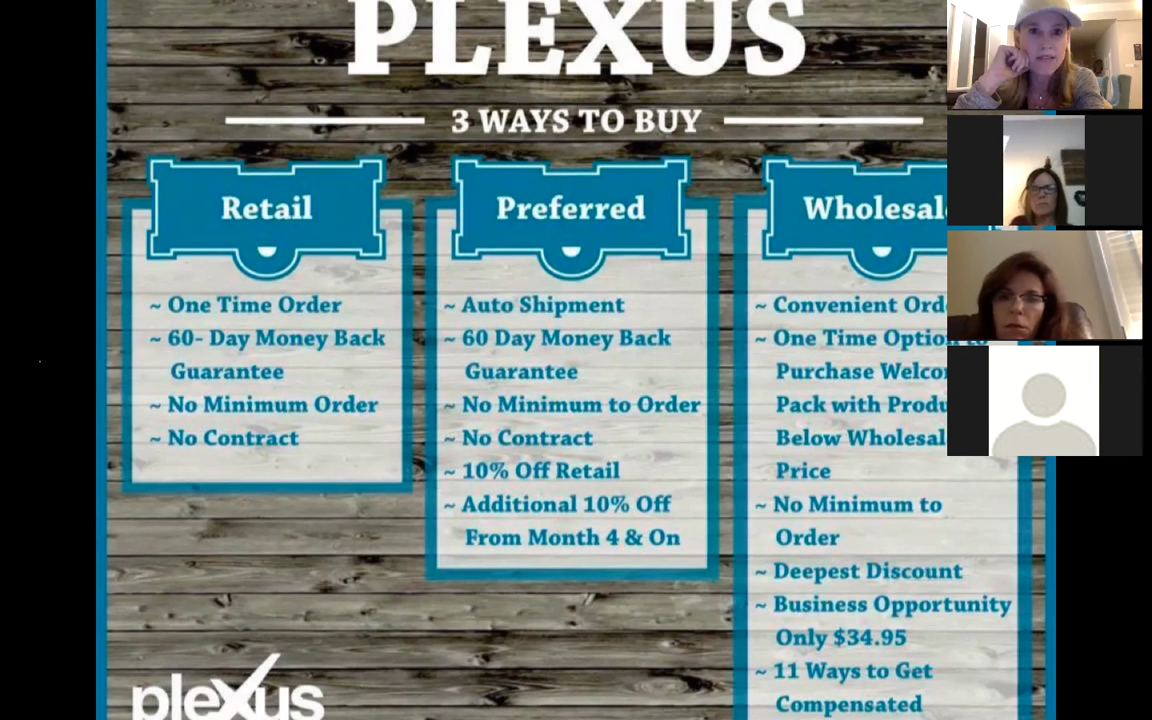 PLEXUS
3 WAYS TO BUY
Retail
~ One Time Order
~ 60- Day Money Back
Guarantee
~ No Minimum Order
~ No Contract
Preferred
~ Auto Shipment
~ 60 Day Money Back
Guarantee
~ No Minimum to Order
~ No Contract
~ 10% Off Retail
~ Additional 10% Off
From Month 4 & On
~ Convenient
~ One Time Option to
Purchase
Pack with
Below
Price
~ No Minimum to
Order
~ Deepest Discount
~ Business Opportunity
Only $34.95
~ 11 Ways to Get
Compensated
plexus